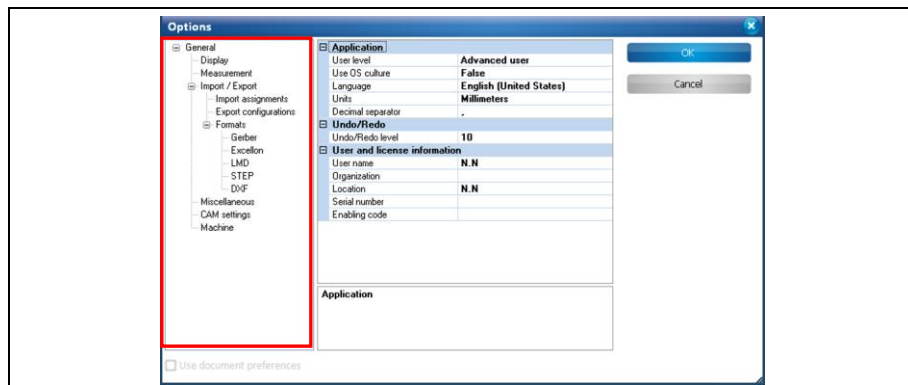 Options
General
Display
Measurement
Import / Export
Import assignments
Export configurations
Formats
Gerber
Excellon
LMD
STEP
DXF
Miscellaneous
CAM settings
Machine
Application
User level Advanced user
Use OS culture False
Language English (United States)
Units Millimeters
Decimal separator ,
Undo/Redo
Undo/Redo level 10
User and license information
User name N.N
Organization
Location N.N
Serial number
Enabling code
Application
OK
Cancel
Use document preferences